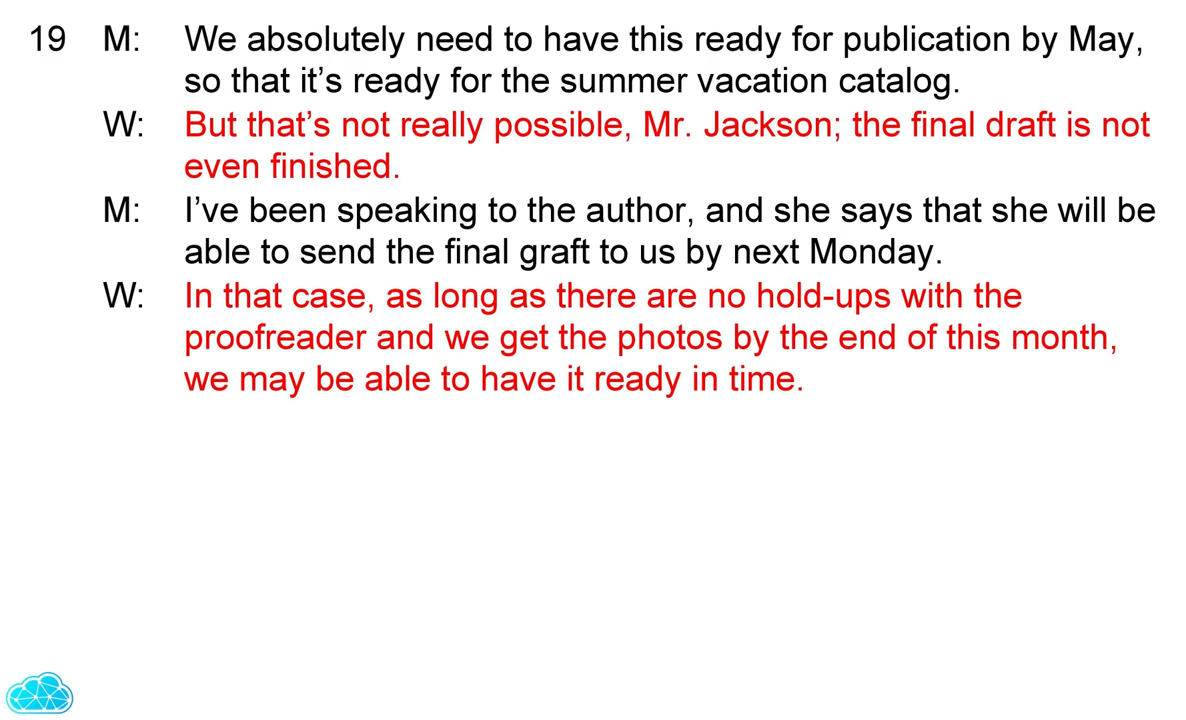 19 M: We absolutely need to have this ready for publication by May,
so that it’s ready for the summer vacation catalog.
W: But that’s not really possible, Mr. Jackson; the final draft is not
even finished.
M: I’ve been speaking to the author, and she says that she will be
able to send the final graft to us by next Monday.
W: In that case, as long as there are no hold-ups with the
proofreader and we get the photos by the end of this month,
we may be able to have it ready in time.